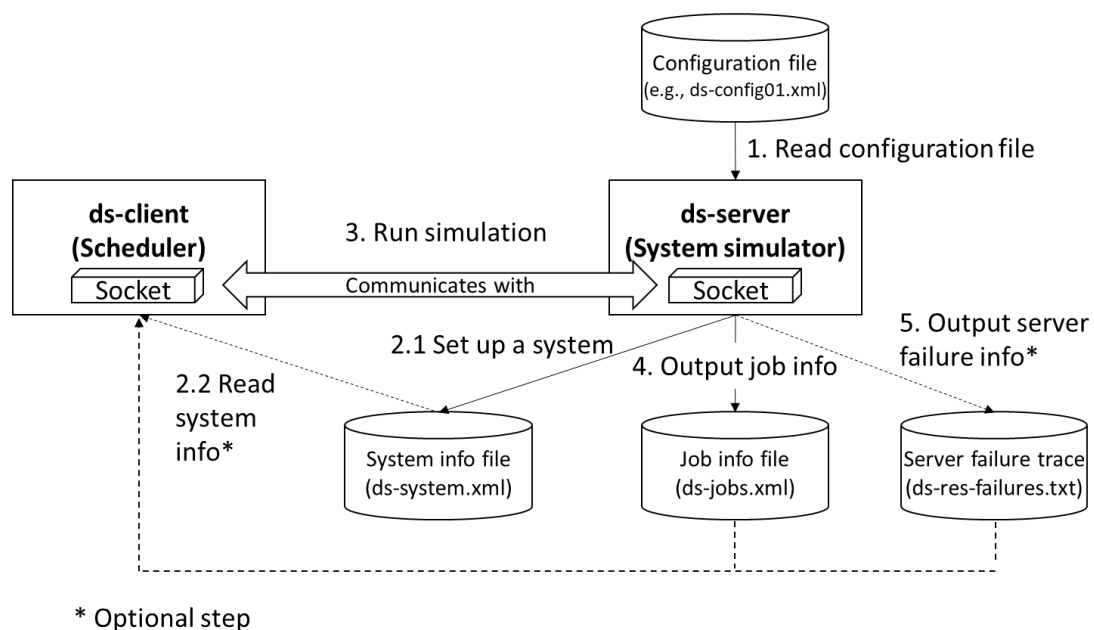 Configuration file
(e.g., ds-config01.xml)
1. Read configuration file
ds-client
(Scheduler)
Socket
3. Run simulation
Communicates with
ds-server
(System simulator)
Socket
2.1 Set up a system
4. Output job info
5. Output server
failure info*
2.2 Read
system
info*
System info file
(ds-system.xml)
Job info file
(ds-jobs.xml)
Server failure trace
(ds-res-failures.txt)
* Optional step